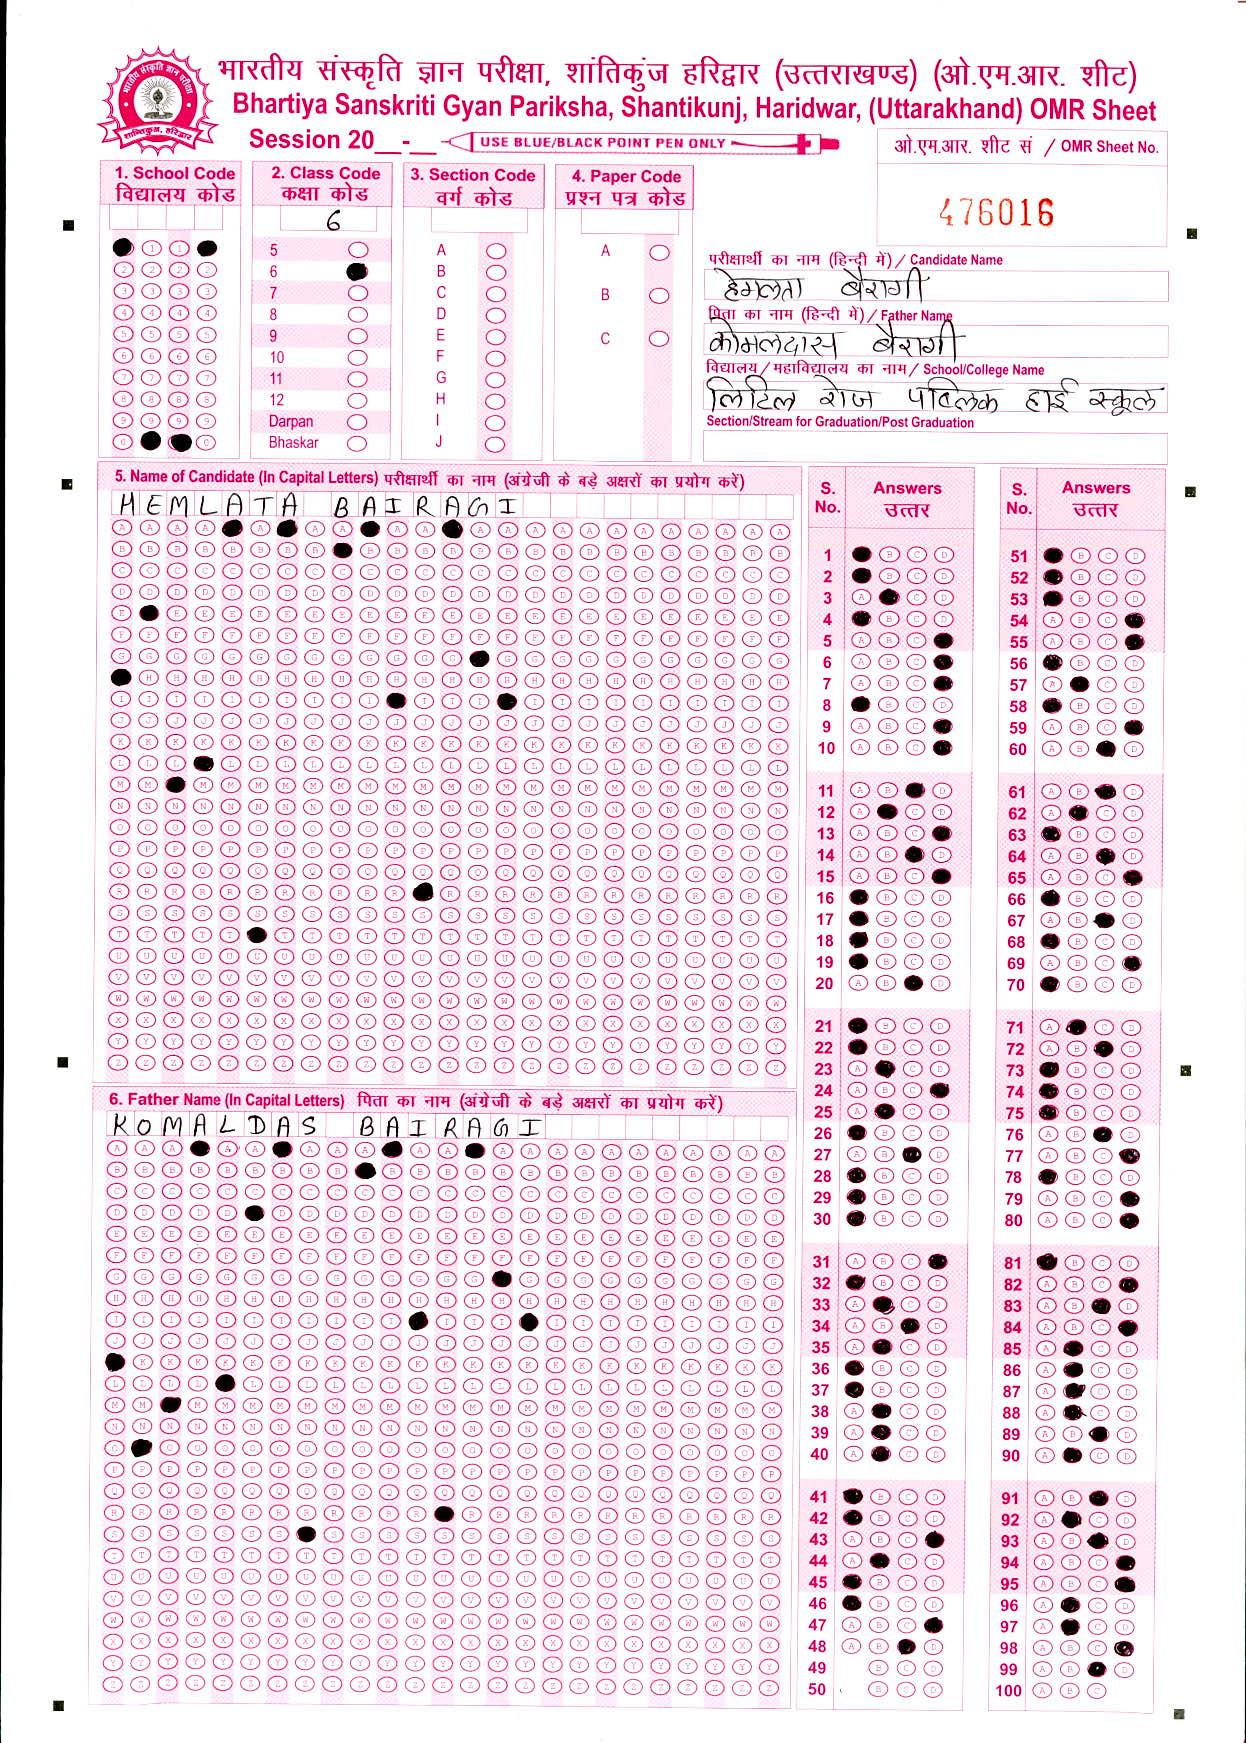 भारतीय संस्कृति ज्ञान परीक्षा, शांतिकुंज हरिद्वार (उत्तराखण्ड) (ओ.एम.आर. शीट)
Bhartiya Sanskriti Gyan Pariksha, Shantikunj, Haridwar, (Uttarakhand) OMR Sheet
Session 20__-__ USE BLUE/BLACK POINT PEN ONLY
ओ.एम.आर. शीट सं / OMR Sheet No.
476016
1. School Code
विद्यालय कोड
2. Class Code
कक्षा कोड
6
5
6
7
8
9
10
11
12
Darpan
Bhaskar
3. Section Code
वर्ग कोड
A
B
C
D
E
F
G
H
I
J
4. Paper Code
प्रश्न पत्र कोड
A
B
C
परीक्षार्थी का नाम (हिन्दी में) / Candidate Name
हेमलता बैरागी
पिता का नाम (हिन्दी में) / Father Name
कोमलदास बैरागी
विद्यालय / महाविद्यालय का नाम / School/College Name
लिटिल रोज पब्लिक हाई स्कूल
Section/Stream for Graduation/Post Graduation
5. Name of Candidate (In Capital Letters) परीक्षार्थी का नाम (अंग्रेजी के बड़े अक्षरों का प्रयोग करें)
HEMLATA BAIRAGI
6. Father Name (In Capital Letters) पिता का नाम (अंग्रेजी के बड़े अक्षरों का प्रयोग करें)
KOMALDAS BAIRAGI
S. No. Answers उत्तर
1
2
3
4
5
6
7
8
9
10
11
12
13
14
15
16
17
18
19
20
21
22
23
24
25
26
27
28
29
30
31
32
33
34
35
36
37
38
39
40
41
42
43
44
45
46
47
48
49
50
S. No. Answers उत्तर
51
52
53
54
55
56
57
58
59
60
61
62
63
64
65
66
67
68
69
70
71
72
73
74
75
76
77
78
79
80
81
82
83
84
85
86
87
88
89
90
91
92
93
94
95
96
97
98
99
100